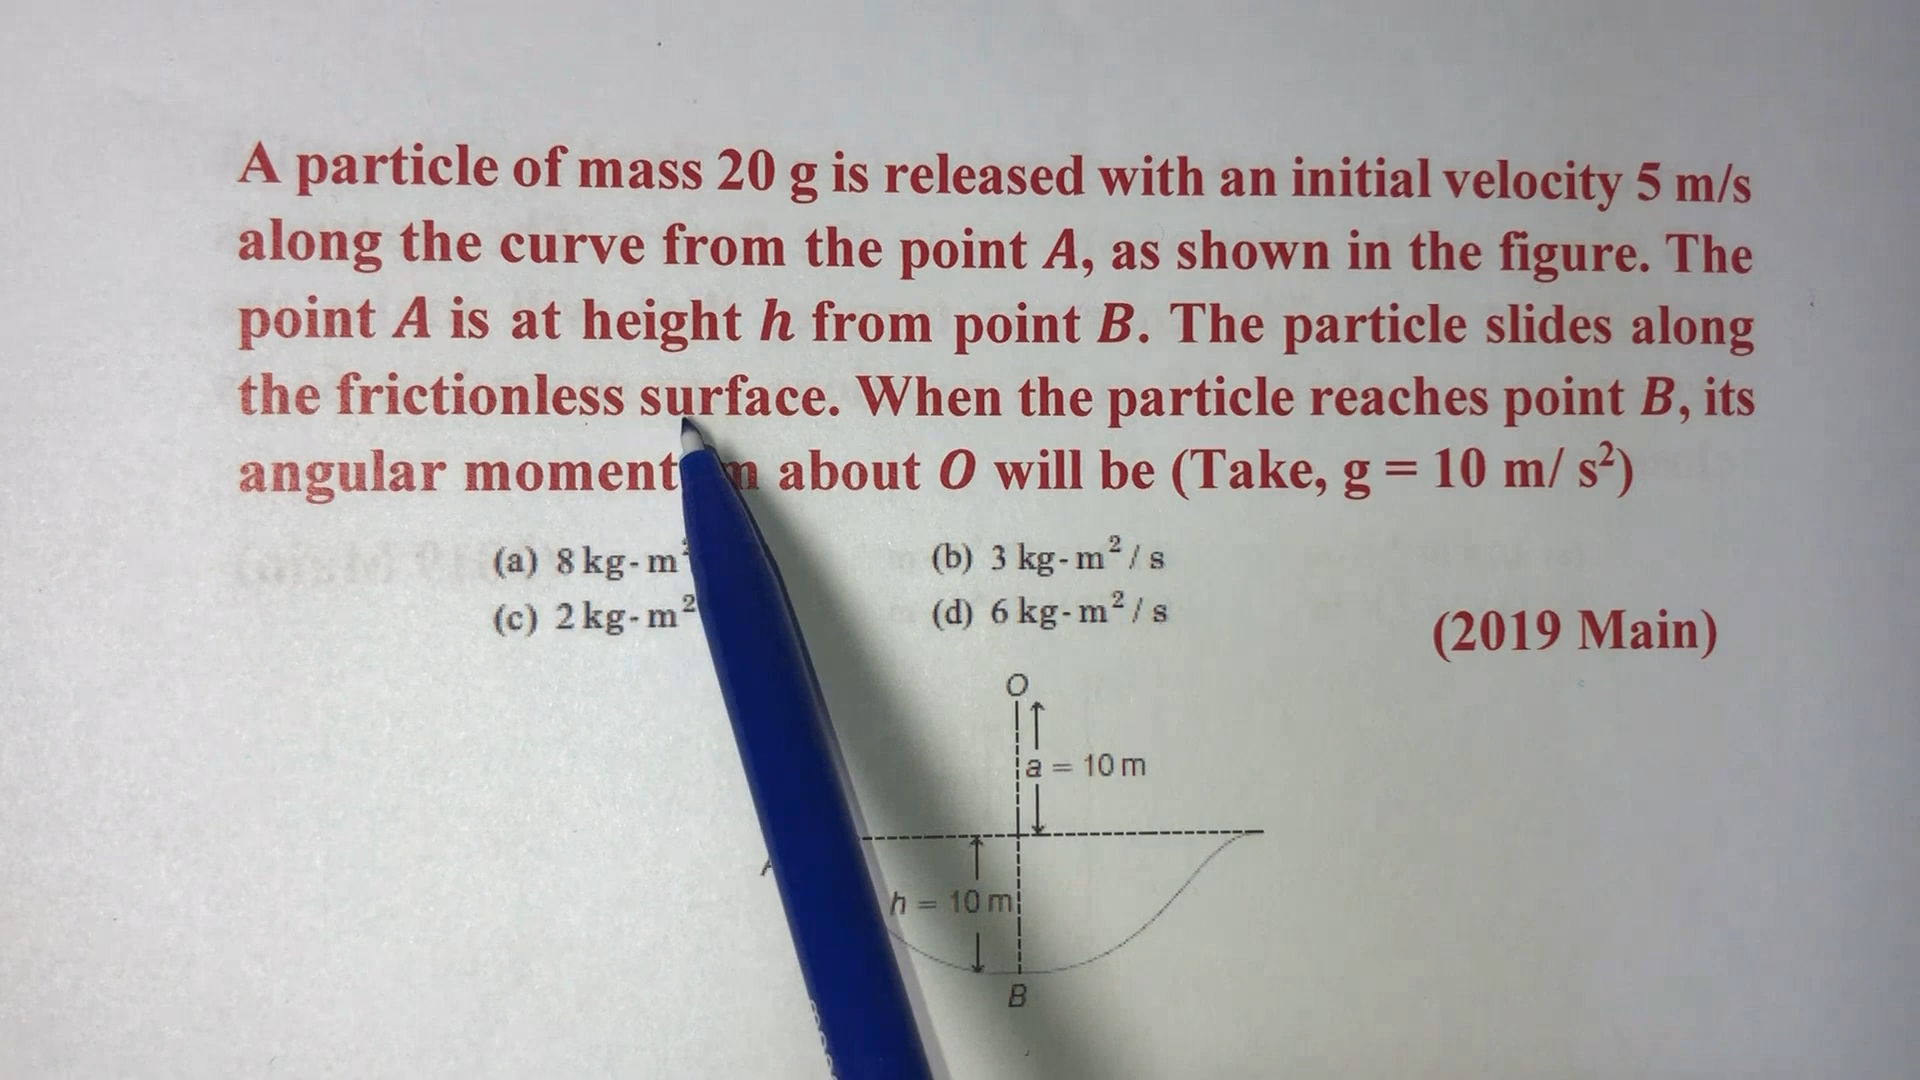 A particle of mass 20 g is released with an initial velocity 5 m/s
along the curve from the point A, as shown in the figure. The
point A is at height h from point B. The particle slides along
the frictionless surface. When the particle reaches point B, its
angular moment m about O will be (Take, g = 10 m/ s²)
(a) 8 kg-m (b) 3 kg-m²/s
(c) 2 kg-m² (d) 6 kg-m²/s
(2019 Main)
O
a = 10 m
h = 10 m
B